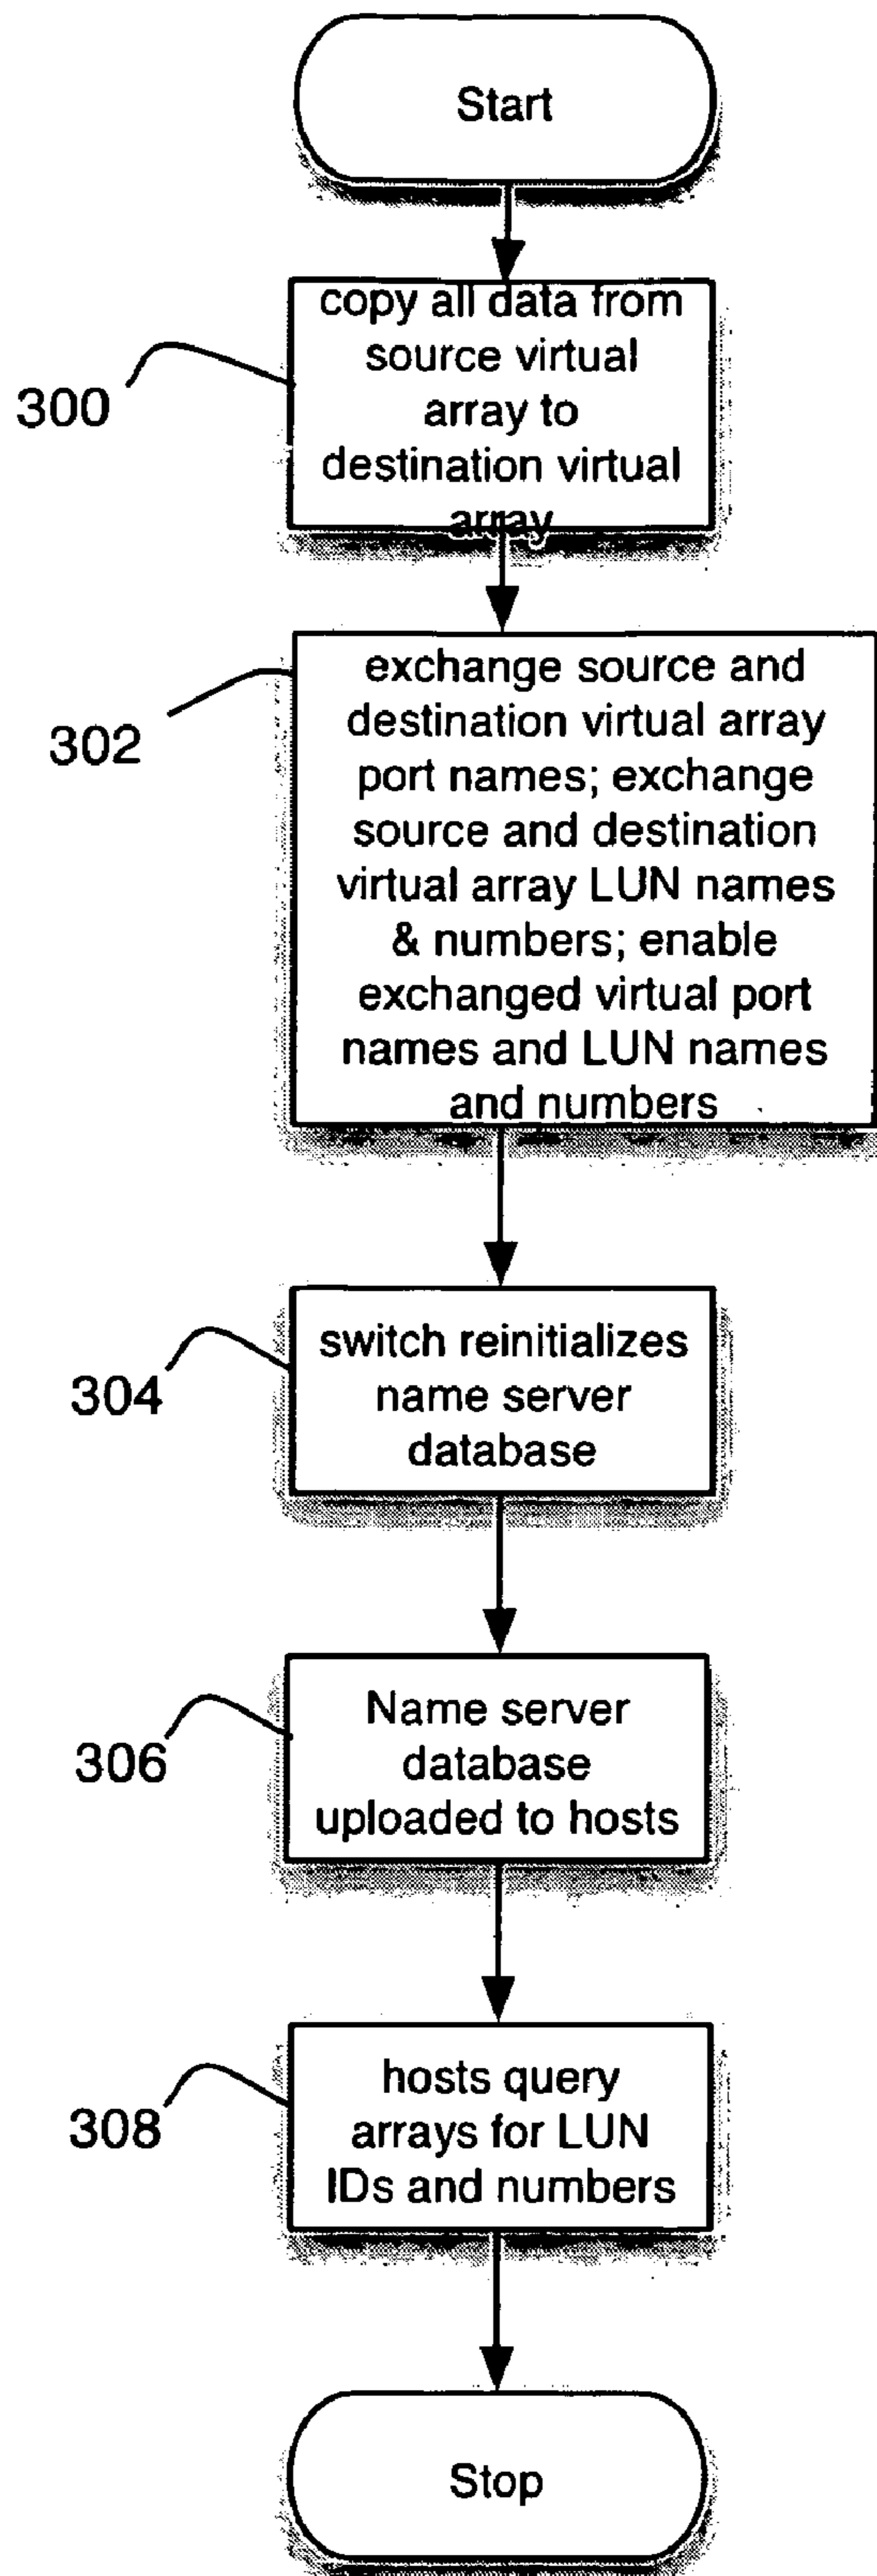 Start
300
copy all data from
source virtual
array to
destination virtual
array
302
exchange source and
destination virtual array
port names; exchange
source and destination
virtual array LUN names
& numbers; enable
exchanged virtual port
names and LUN names
and numbers
304
switch reinitializes
name server
database
306
Name server
database
uploaded to hosts
308
hosts query
arrays for LUN
IDs and numbers
Stop